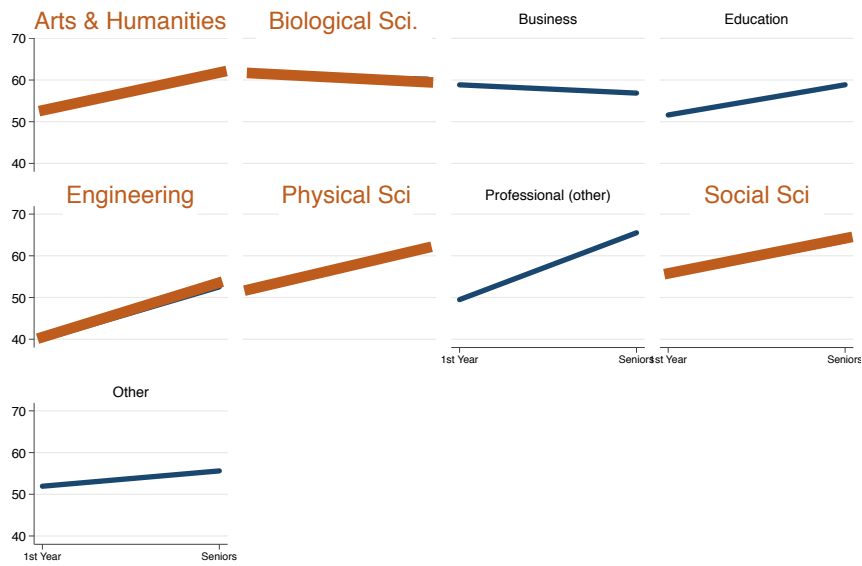 Arts & Humanities Biological Sci. Business Education
70
60
50
40
Engineering Physical Sci Professional (other) Social Sci
70
60
50
40
1st Year Seniors 1st Year Seniors
Other
70
60
50
40
1st Year Seniors